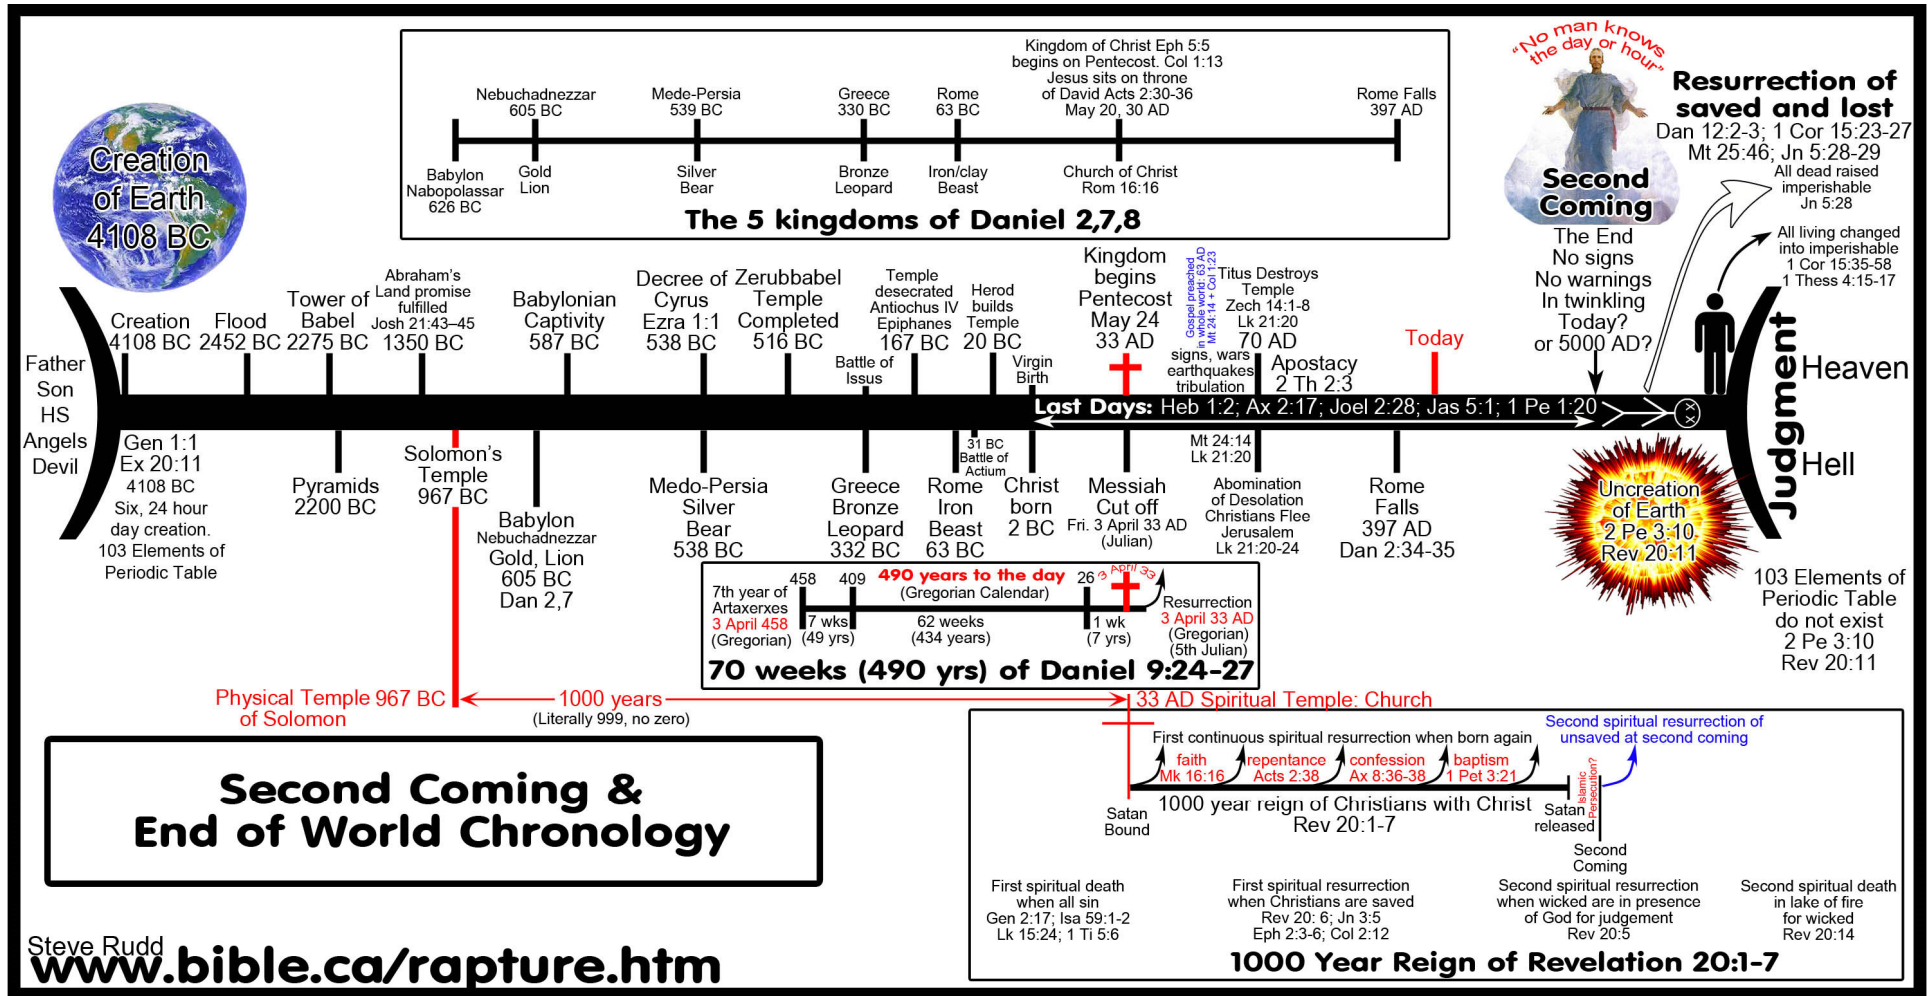 Creation
of Earth
4108 BC
Nebuchadnezzar
605 BC
Mede-Persia
539 BC
Greece
330 BC
Rome
63 BC
Kingdom of Christ Eph 5:5
begins on Pentecost. Col 1:13
Jesus sits on throne
of David Acts 2:30-36
May 20, 30 AD
Rome Falls
397 AD
Babylon
Nabopolassar
626 BC
Gold
Lion
Silver
Bear
Bronze
Leopard
Iron/clay
Beast
Church of Christ
Rom 16:16
The 5 kingdoms of Daniel 2,7,8
"No man knows
the day or hour"
Second
Coming
The End
No signs
No warnings
In twinkling
Today?
or 5000 AD?
Resurrection of
saved and lost
Dan 12:2-3; 1 Cor 15:23-27
Mt 25:46; Jn 5:28-29
All dead raised
imperishable
Jn 5:28
All living changed
into imperishable
1 Cor 15:35-58
1 Thess 4:15-17
Father
Son
HS
Angels
Devil
Creation
4108 BC
Flood
2452 BC
Tower of
Babel
2275 BC
Abraham's
Land promise
fulfilled
Josh 21:43–45
1350 BC
Babylonian
Captivity
587 BC
Decree of
Cyrus
Ezra 1:1
538 BC
Zerubbabel
Temple
Completed
516 BC
Battle of
Issus
Temple
desecrated
Antiochus IV
Epiphanes
167 BC
Herod
builds
Temple
20 BC
Virgin
Birth
Kingdom
begins
Pentecost
May 24
33 AD
Gospel preached
in whole world: 63 AD
Mt 24:14 + Col 1:23
signs, wars
earthquakes
tribulation
Titus Destroys
Temple
Zech 14:1-8
Lk 21:20
70 AD
Apostacy
2 Th 2:3
Today
Last Days: Heb 1:2; Ax 2:17; Joel 2:28; Jas 5:1; 1 Pe 1:20
X
X
Judgment
Heaven
Hell
Gen 1:1
Ex 20:11
4108 BC
Six, 24 hour
day creation.
103 Elements of
Periodic Table
Pyramids
2200 BC
Solomon's
Temple
967 BC
Babylon
Nebuchadnezzar
Gold, Lion
605 BC
Dan 2,7
Medo-Persia
Silver
Bear
538 BC
Greece
Bronze
Leopard
332 BC
Rome
Iron
Beast
63 BC
31 BC
Battle of
Actium
Christ
born
2 BC
Messiah
Cut off
Fri. 3 April 33 AD
(Julian)
Mt 24:14
Lk 21:20
Abomination
of Desolation
Christians Flee
Jerusalem
Lk 21:20-24
Rome
Falls
397 AD
Dan 2:34-35
Uncreation
of Earth
2 Pe 3:10
Rev 20:11
103 Elements of
Periodic Table
do not exist
2 Pe 3:10
Rev 20:11
7th year of
Artaxerxes
3 April 458
(Gregorian)
458
409
490 years to the day
(Gregorian Calendar)
26
3 April 33
7 wks
(49 yrs)
62 weeks
(434 years)
1 wk
(7 yrs)
Resurrection
3 April 33 AD
(Gregorian)
(5th Julian)
70 weeks (490 yrs) of Daniel 9:24-27
Physical Temple 967 BC
of Solomon
1000 years
(Literally 999, no zero)
33 AD Spiritual Temple: Church
First continuous spiritual resurrection when born again
faith
Mk 16:16
repentance
Acts 2:38
confession
Ax 8:36-38
baptism
1 Pet 3:21
Second spiritual resurrection of
unsaved at second coming
Satan
Bound
1000 year reign of Christians with Christ
Rev 20:1-7
Satan
released
Islamic
Persecution?
Second
Coming
First spiritual death
when all sin
Gen 2:17; Isa 59:1-2
Lk 15:24; 1 Ti 5:6
First spiritual resurrection
when Christians are saved
Rev 20: 6; Jn 3:5
Eph 2:3-6; Col 2:12
Second spiritual resurrection
when wicked are in presence
of God for judgement
Rev 20:5
Second spiritual death
in lake of fire
for wicked
Rev 20:14
1000 Year Reign of Revelation 20:1-7
Second Coming &
End of World Chronology
Steve Rudd
www.bible.ca/rapture.htm